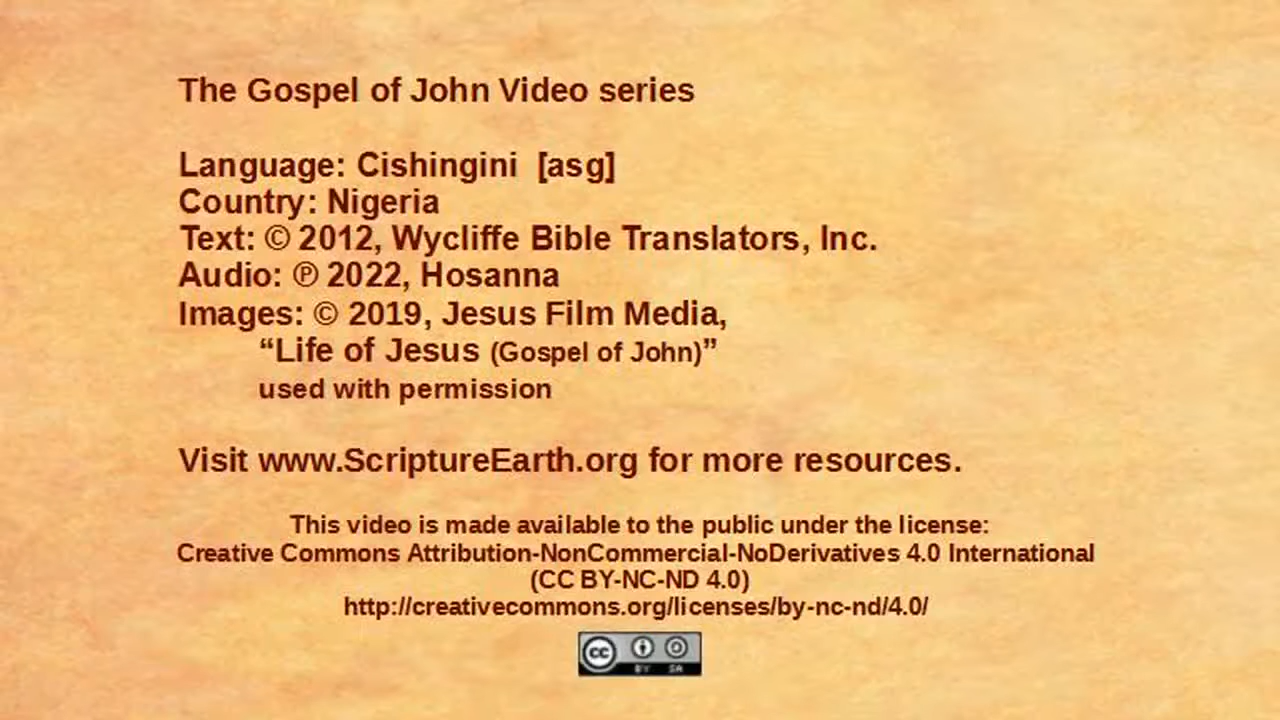 The Gospel of John Video series
Language: Cishingini [asg]
Country: Nigeria
Text: © 2012, Wycliffe Bible Translators, Inc.
Audio: ℗ 2022, Hosanna
Images: © 2019, Jesus Film Media,
“Life of Jesus (Gospel of John)”
used with permission
Visit www.ScriptureEarth.org for more resources.
This video is made available to the public under the license:
Creative Commons Attribution-NonCommercial-NoDerivatives 4.0 International
(CC BY-NC-ND 4.0)
http://creativecommons.org/licenses/by-nc-nd/4.0/
cc BY SA